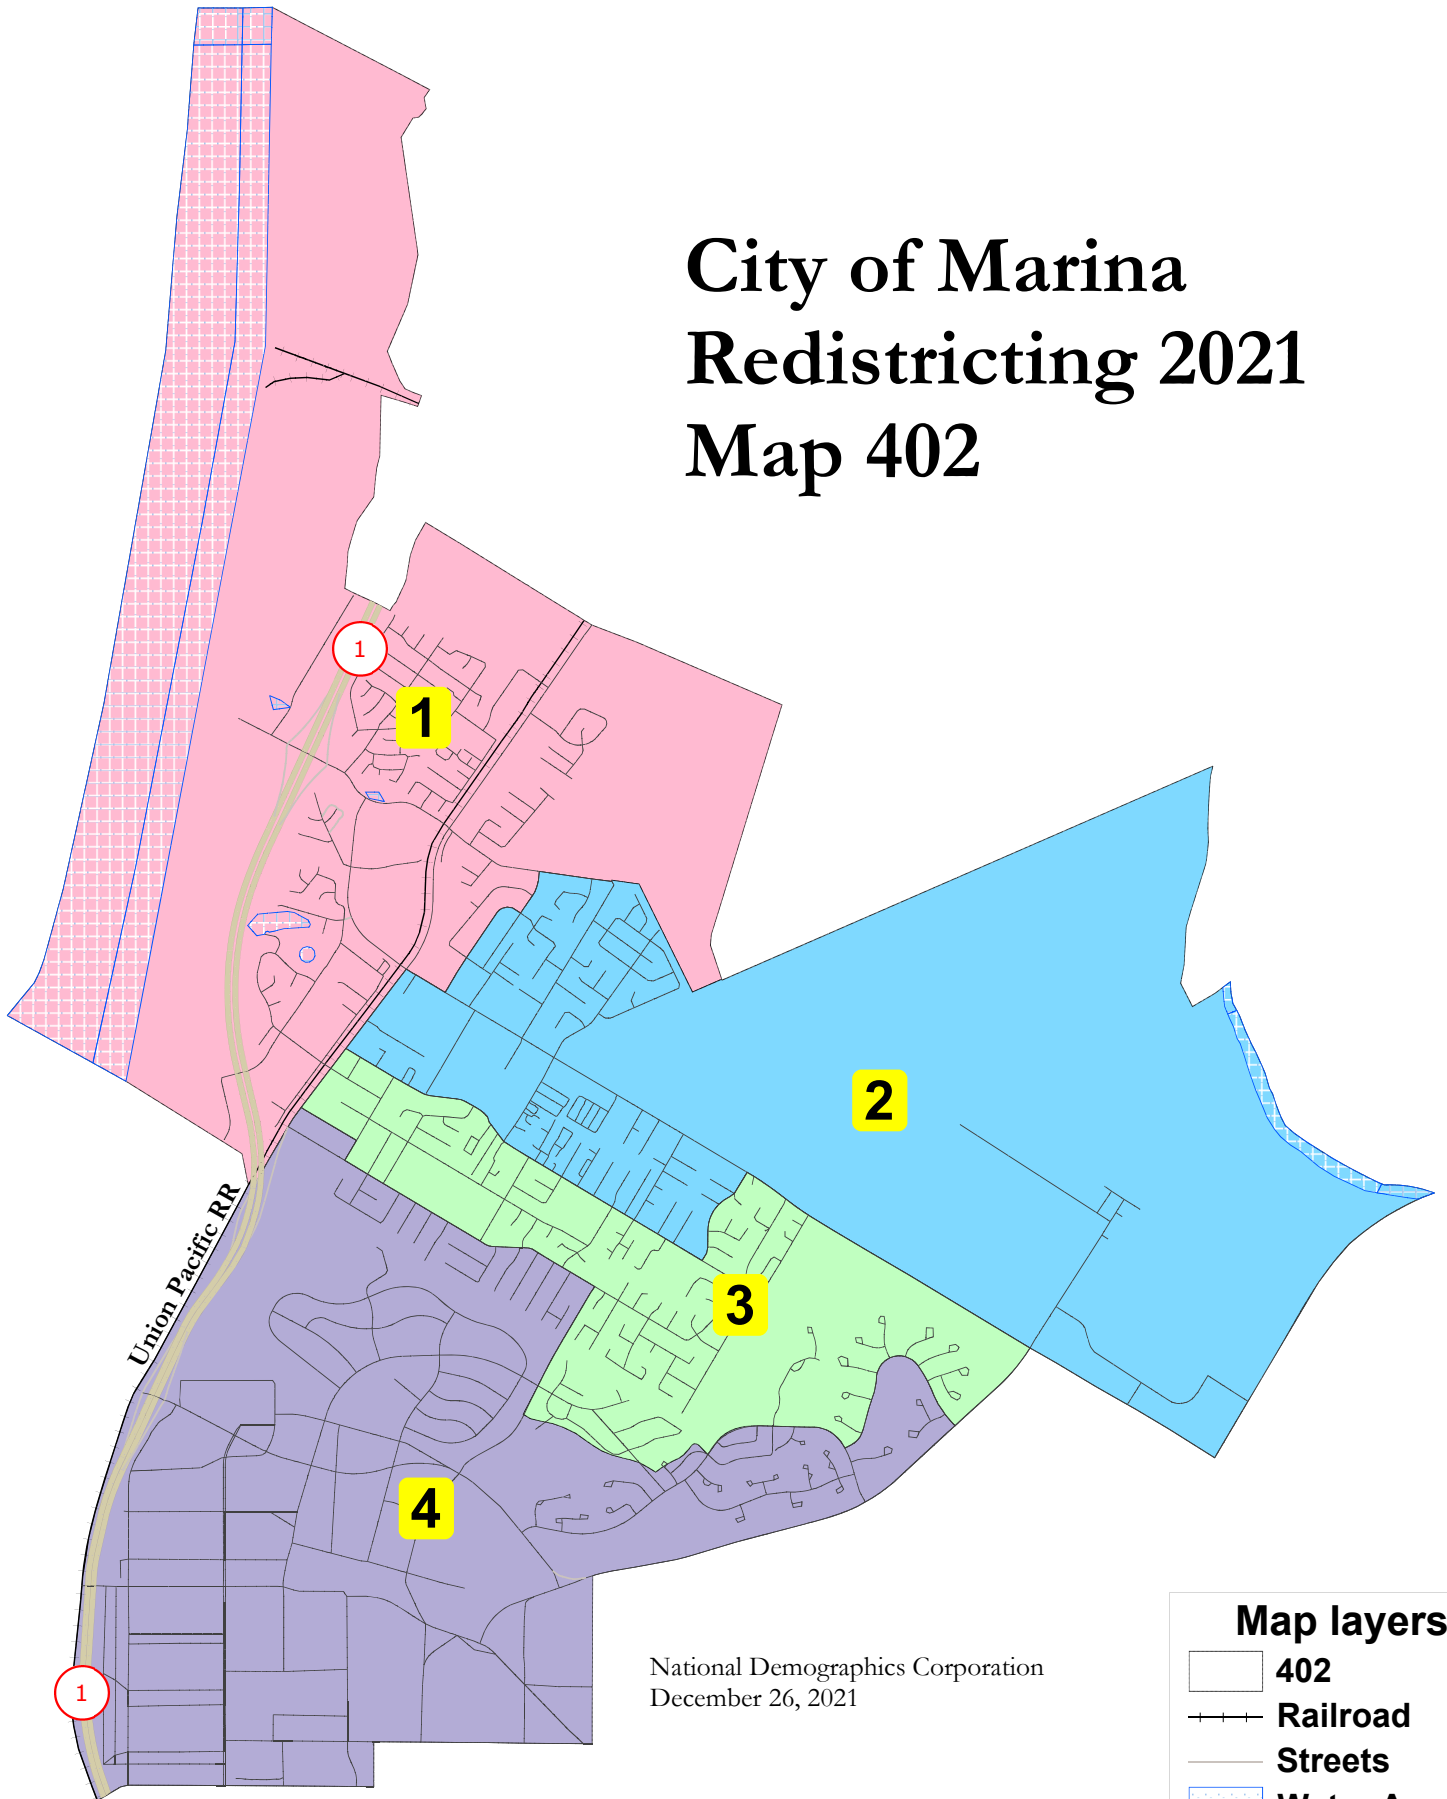 City of Marina
Redistricting 2021
Map 402
1
1
2
3
Union Pacific RR
4
1
National Demographics Corporation
December 26, 2021
Map layers
402
Railroad
Streets